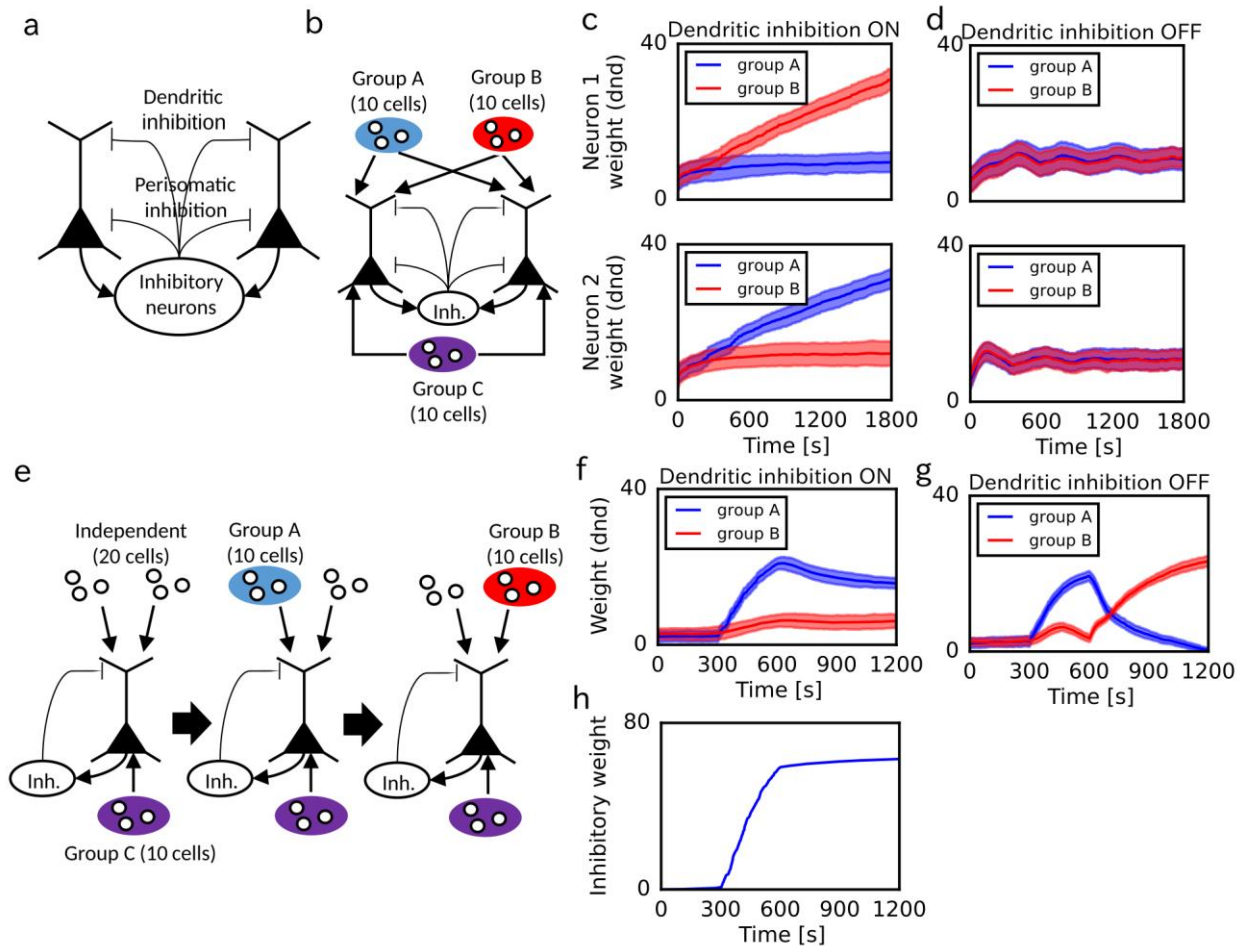 a
Dendritic
inhibition
Perisomatic
inhibition
Inhibitory
neurons
b
Group A
(10 cells)
Group B
(10 cells)
Inh.
Group C
(10 cells)
c
Dendritic inhibition ON
Neuron 1
weight (dnd)
40
0
group A
group B
Neuron 2
weight (dnd)
40
0
group A
group B
0 600 1200 1800
Time [s]
d
Dendritic inhibition OFF
40
0
group A
group B
40
0
group A
group B
0 600 1200 1800
Time [s]
e
Independent
(20 cells)
Group A
(10 cells)
Group B
(10 cells)
Inh.
Inh.
Inh.
Group C (10 cells)
f
Dendritic inhibition ON
Weight (dnd)
40
0
group A
group B
0 300 600 900 1200
Time [s]
g
Dendritic inhibition OFF
40
0
group A
group B
0 300 600 900 1200
Time [s]
h
Inhibitory weight
80
0
0 300 600 900 1200
Time [s]